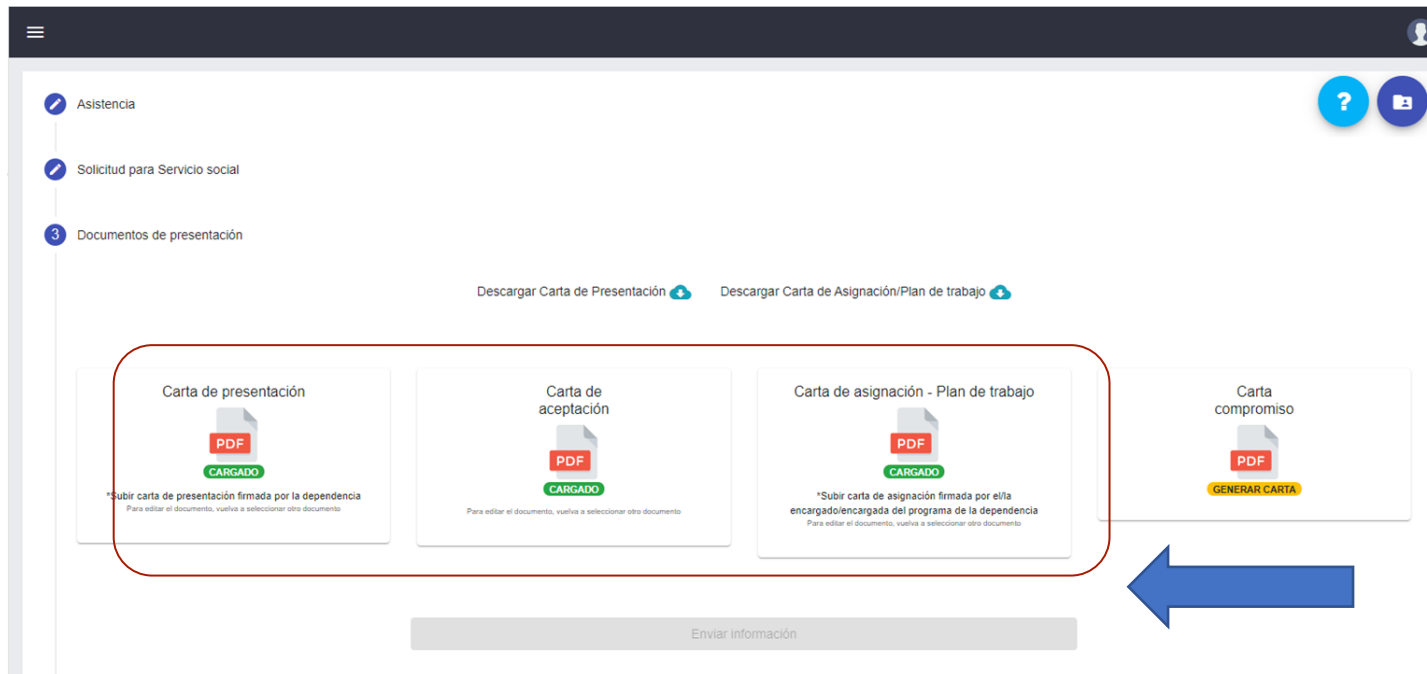 Asistencia
?
Solicitud para Servicio social
3 Documentos de presentación
Descargar Carta de Presentación
Descargar Carta de Asignación/Plan de trabajo
Carta de presentación
PDF
CARGADO
*Subir carta de presentación firmada por la dependencia
Para editar el documento, vuelva a seleccionar otro documento
Carta de
aceptación
PDF
CARGADO
Para editar el documento, vuelva a seleccionar otro documento
Carta de asignación - Plan de trabajo
PDF
CARGADO
*Subir carta de asignación firmada por el/la
encargado/encargada del programa de la dependencia
Para editar el documento, vuelva a seleccionar otro documento
Carta
compromiso
PDF
GENERAR CARTA
Enviar información